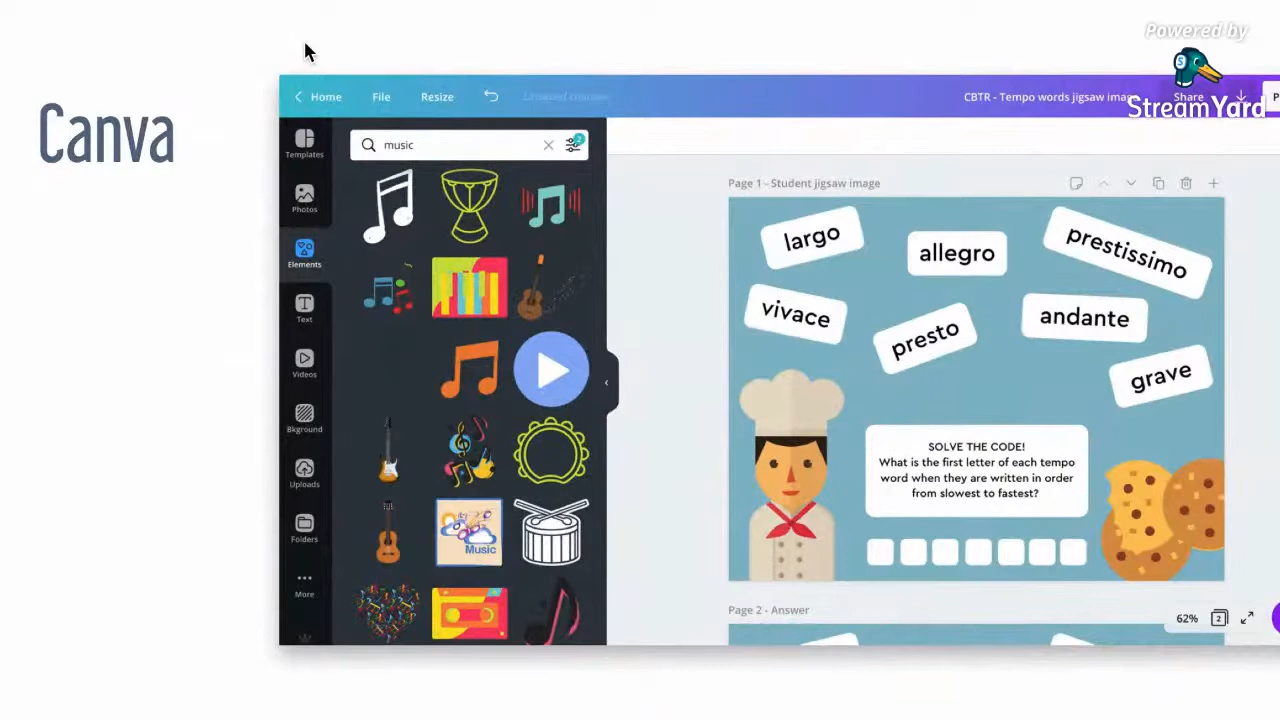 Powered by
StreamYard
Canva
Home File Resize
CBTR - Tempo words jigsaw image
Share
Templates
Photos
Elements
Text
Videos
Bkground
Uploads
Folders
More
music
2
Music
Page 1 - Student jigsaw image
largo
allegro
prestissimo
vivace
presto
andante
grave
SOLVE THE CODE!
What is the first letter of each tempo
word when they are written in order
from slowest to fastest?
Page 2 - Answer
62%
2